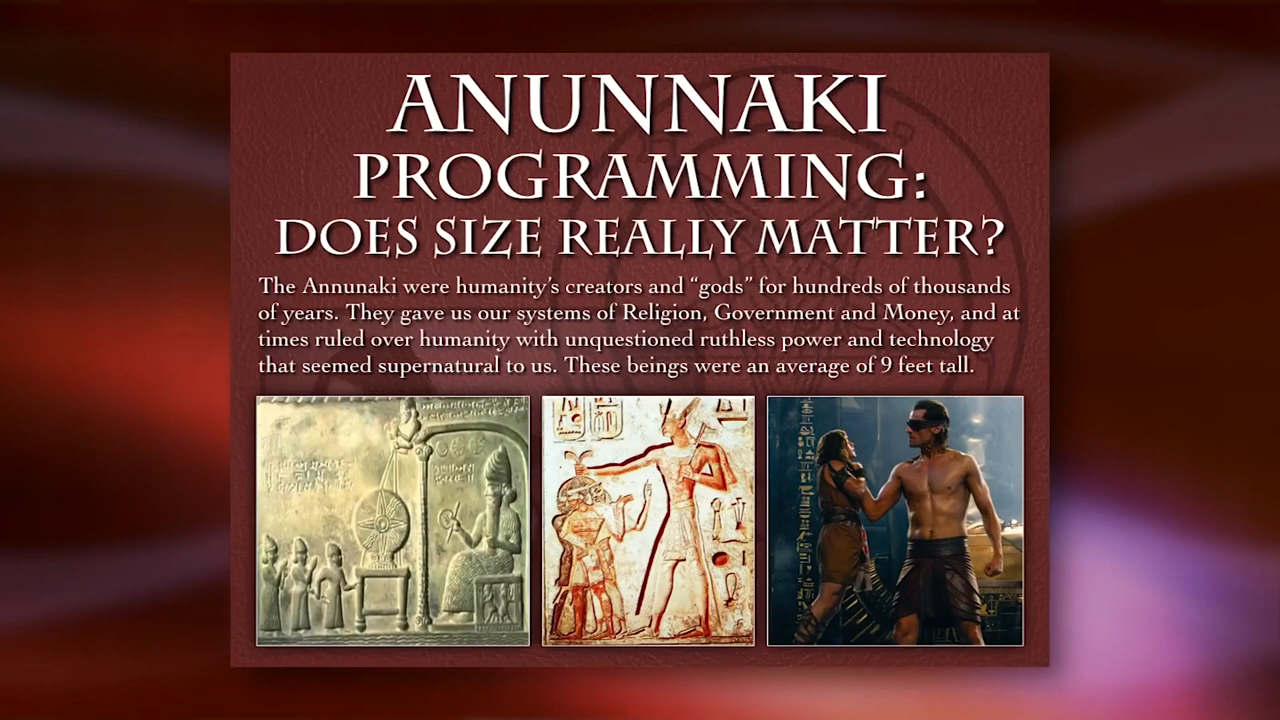 ANUNNAKI
PROGRAMMING:
DOES SIZE REALLY MATTER?
The Annunaki were humanity's creators and “gods” for hundreds of thousands
of years. They gave us our systems of Religion, Government and Money, and at
times ruled over humanity with unquestioned ruthless power and technology
that seemed supernatural to us. These beings were an average of 9 feet tall.